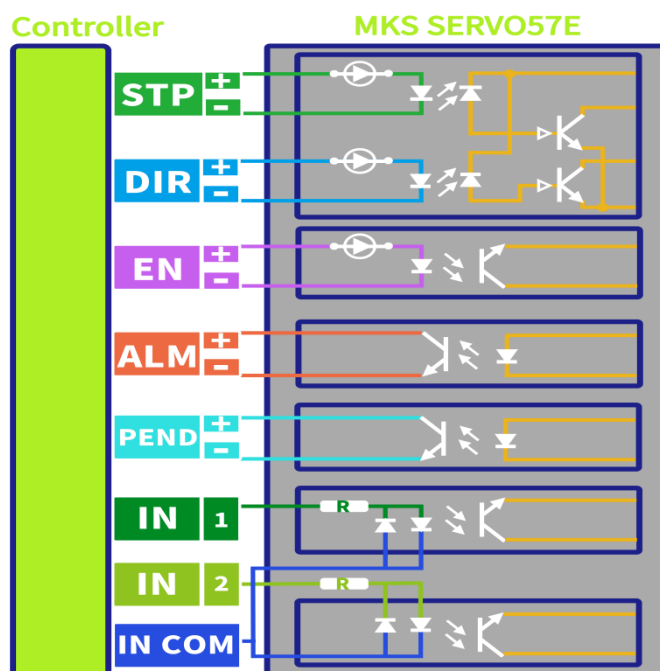 Controller
MKS SERVO57E
STP + -
DIR + -
EN + -
ALM + -
PEND + -
IN 1
R
IN 2
R
IN COM